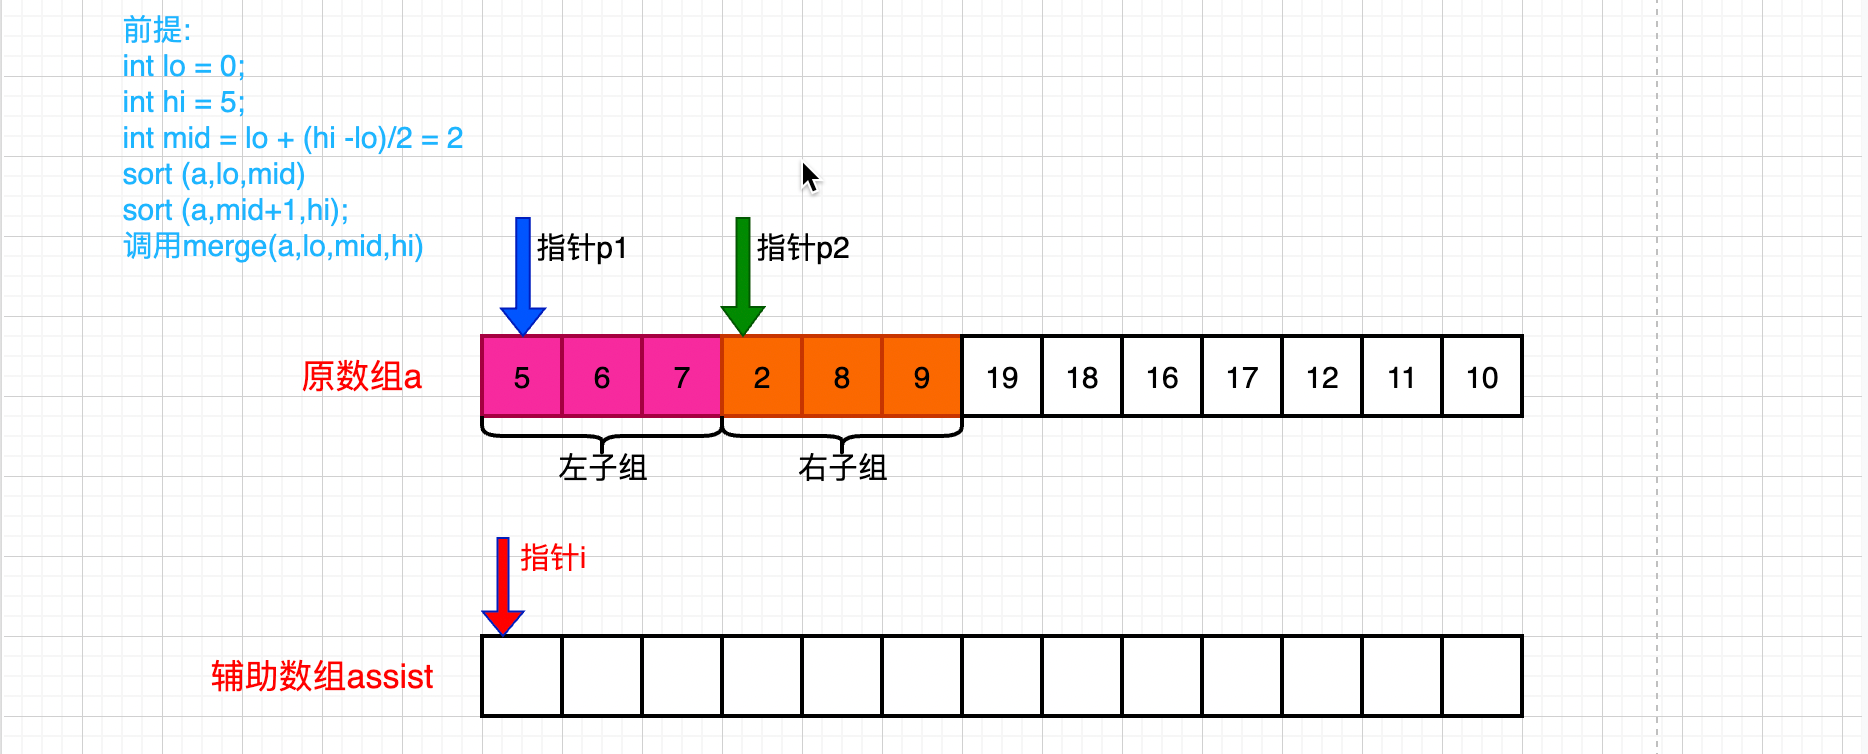 前提:
int lo = 0;
int hi = 5;
int mid = lo + (hi -lo)/2 = 2
sort (a,lo,mid)
sort (a,mid+1,hi);
调用merge(a,lo,mid,hi)
指针p1 指针p2
原数组a 5 6 7 2 8 9 19 18 16 17 12 11 10
左子组 右子组
指针i
辅助数组assist